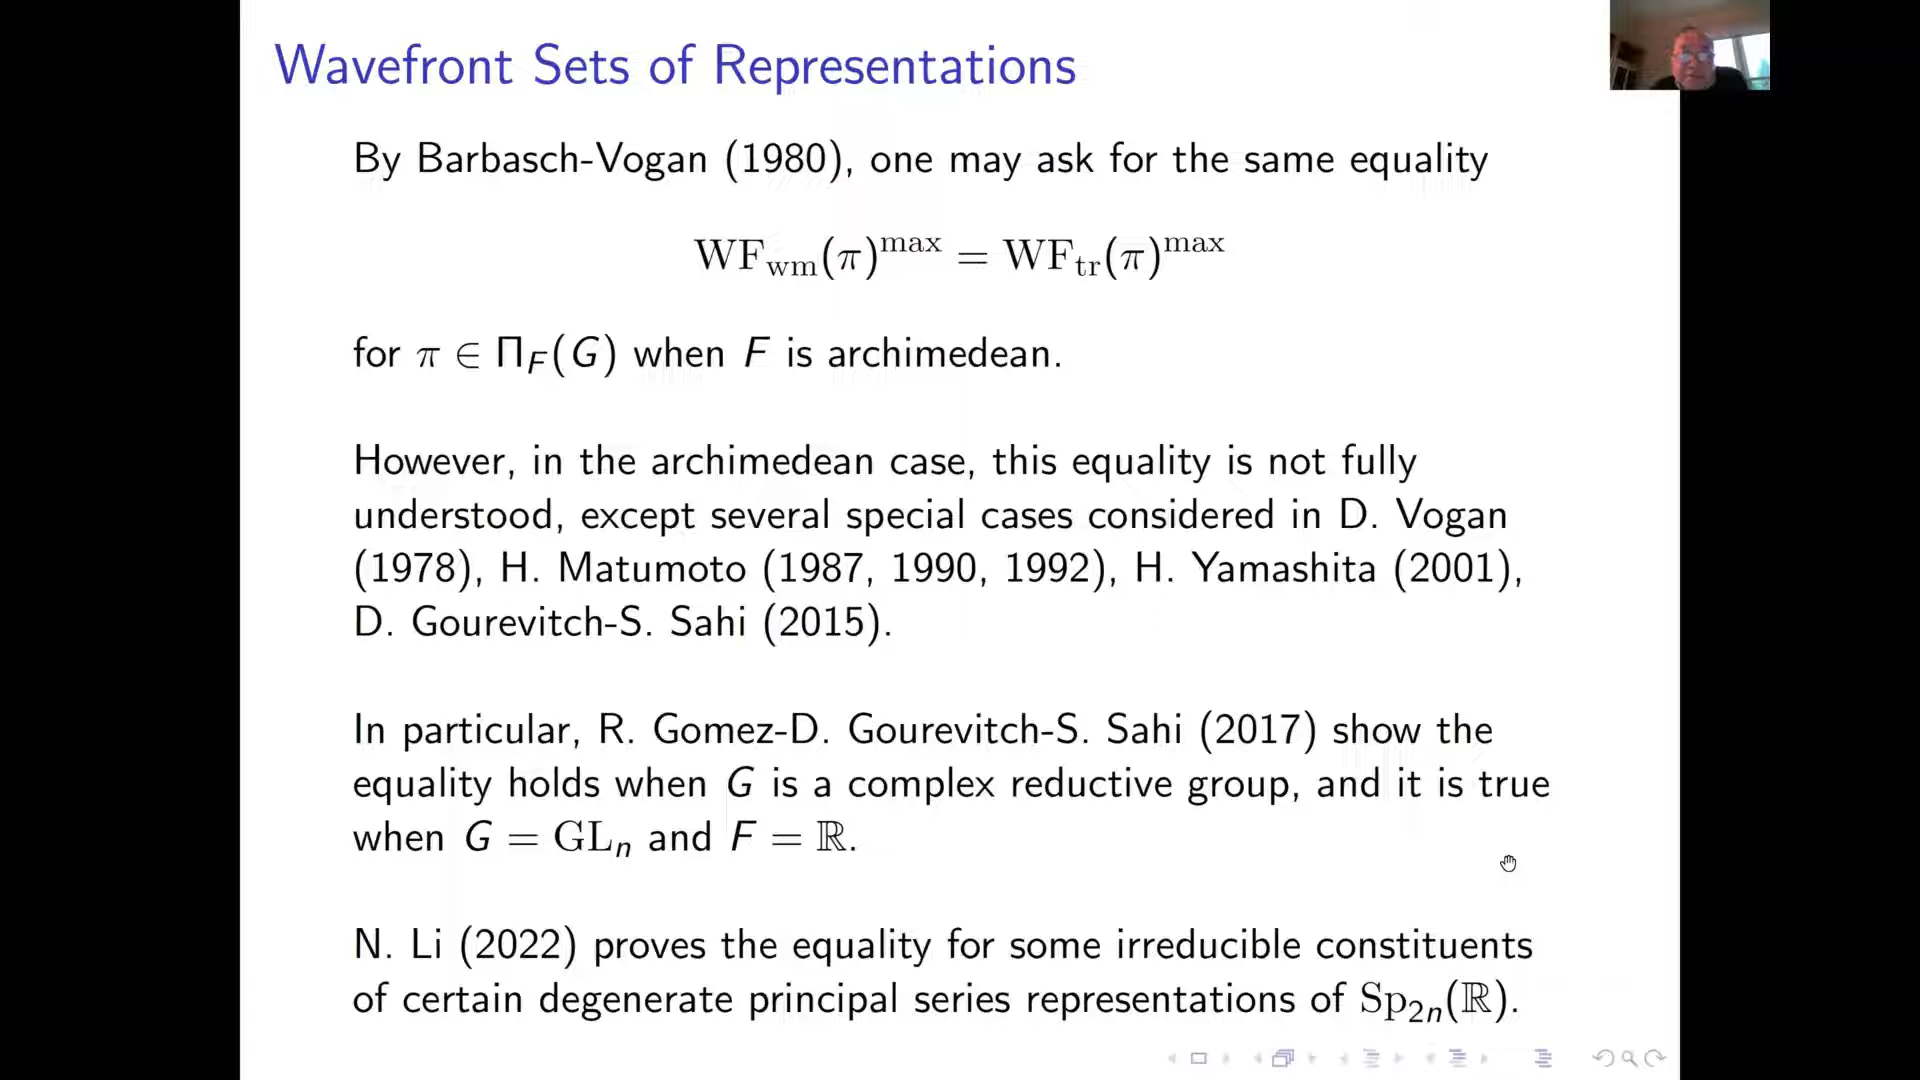 Wavefront Sets of Representations
By Barbasch-Vogan (1980), one may ask for the same equality
WF_wm(π)^max = WF_tr(π)^max
for π ∈ Π_F(G) when F is archimedean.
However, in the archimedean case, this equality is not fully
understood, except several special cases considered in D. Vogan
(1978), H. Matumoto (1987, 1990, 1992), H. Yamashita (2001),
D. Gourevitch-S. Sahi (2015).
In particular, R. Gomez-D. Gourevitch-S. Sahi (2017) show the
equality holds when G is a complex reductive group, and it is true
when G = GL_n and F = ℝ.
N. Li (2022) proves the equality for some irreducible constituents
of certain degenerate principal series representations of Sp_2n(ℝ).